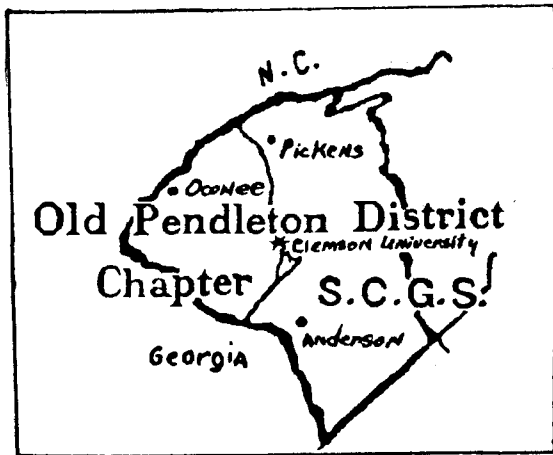 N.C.
Pickens
Oconee
Old Pendleton District
Clemson University
Chapter S.C.G.S.
Anderson
Georgia